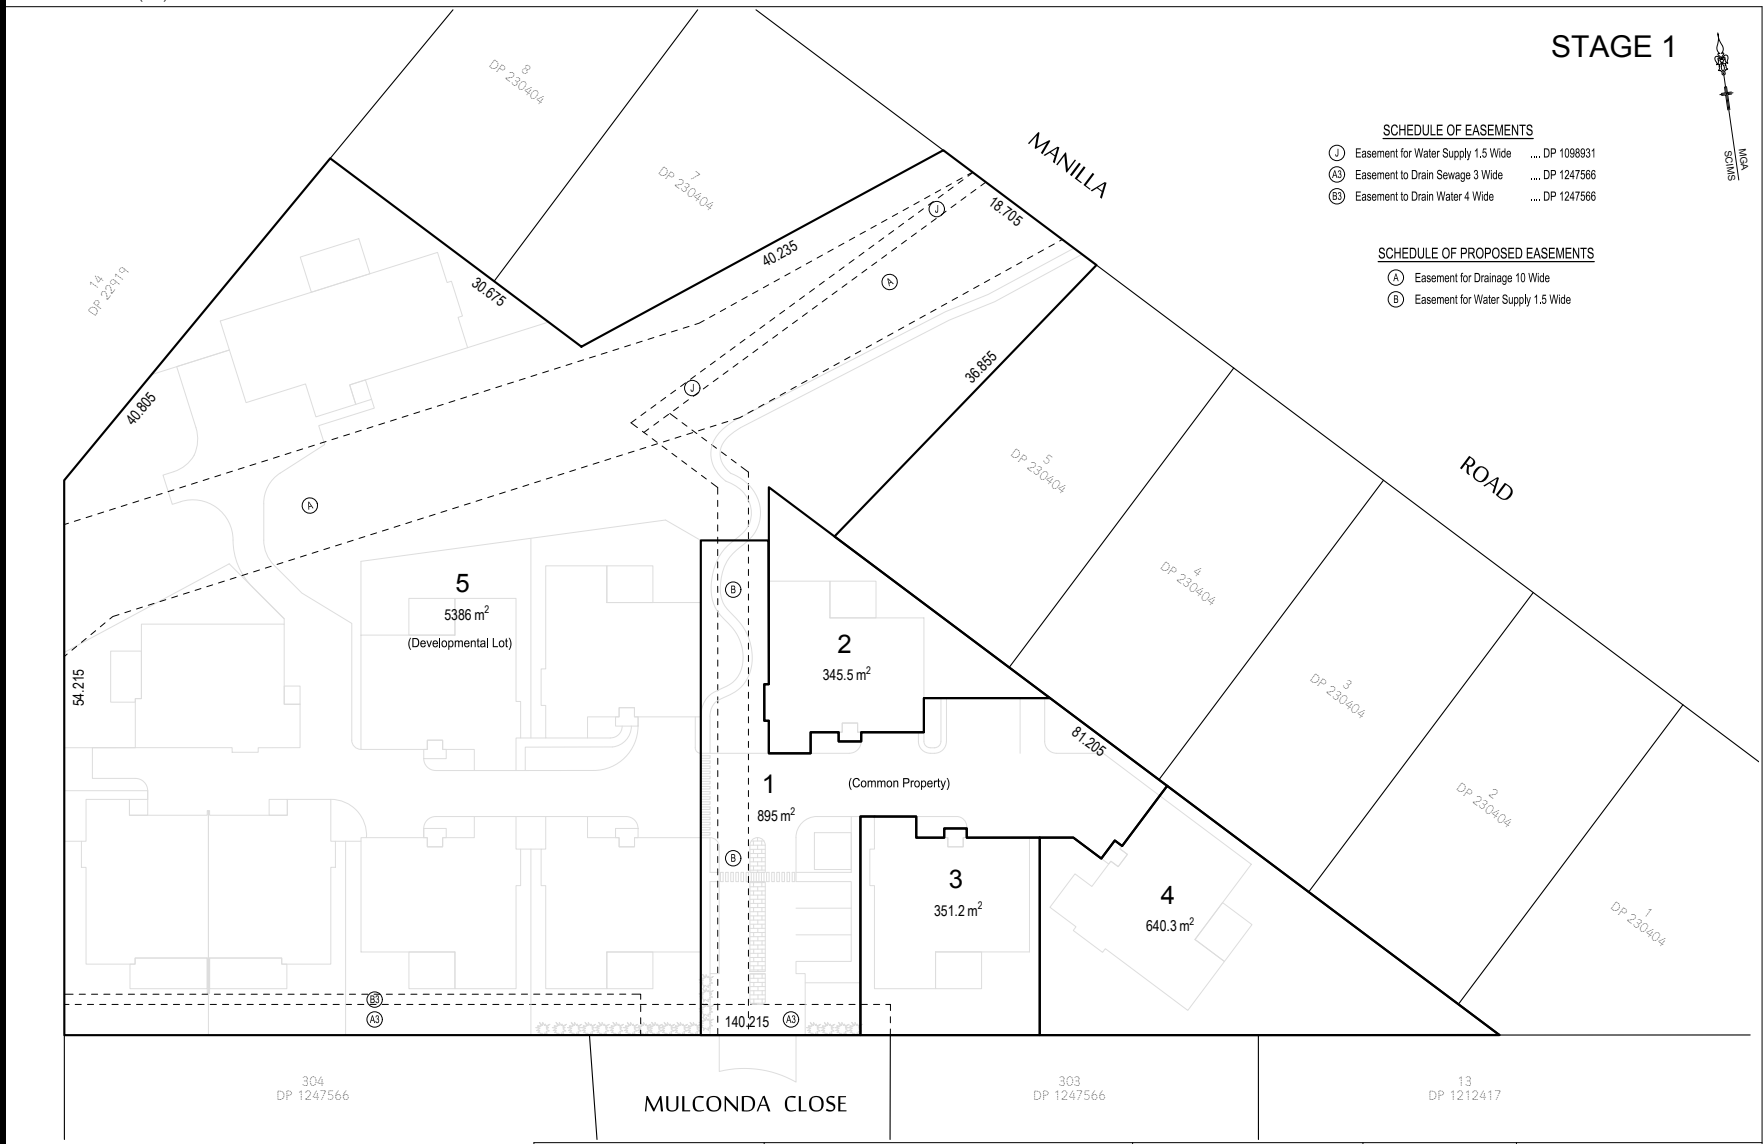 STAGE 1
MGA
SCIMS
SCHEDULE OF EASEMENTS
J Easement for Water Supply 1.5 Wide .... DP 1098931
A3 Easement to Drain Sewage 3 Wide .... DP 1247566
B3 Easement to Drain Water 4 Wide .... DP 1247566
SCHEDULE OF PROPOSED EASEMENTS
A Easement for Drainage 10 Wide
B Easement for Water Supply 1.5 Wide
8
DP 230404
7
DP 230404
MANILLA
ROAD
14
DP 22919
40.805
30.675
40.235
18.705
36.855
J
A
J
A
5
DP 230404
4
DP 230404
3
DP 230404
2
DP 230404
1
DP 230404
5
5386 m²
(Developmental Lot)
54.215
B
2
345.5 m²
81.205
1
895 m²
(Common Property)
B
3
351.2 m²
4
640.3 m²
B3
A3
140.215
A3
304
DP 1247566
MULCONDA CLOSE
303
DP 1247566
13
DP 1212417